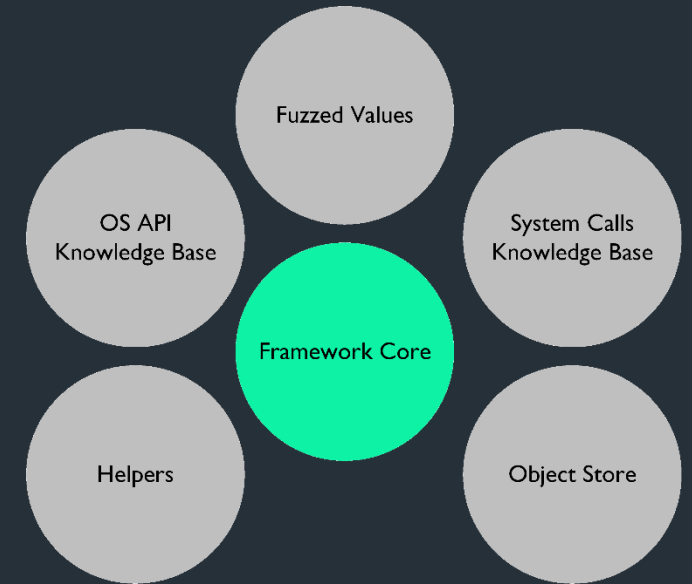 Fuzzed Values
OS API
Knowledge Base
System Calls
Knowledge Base
Framework Core
Helpers
Object Store